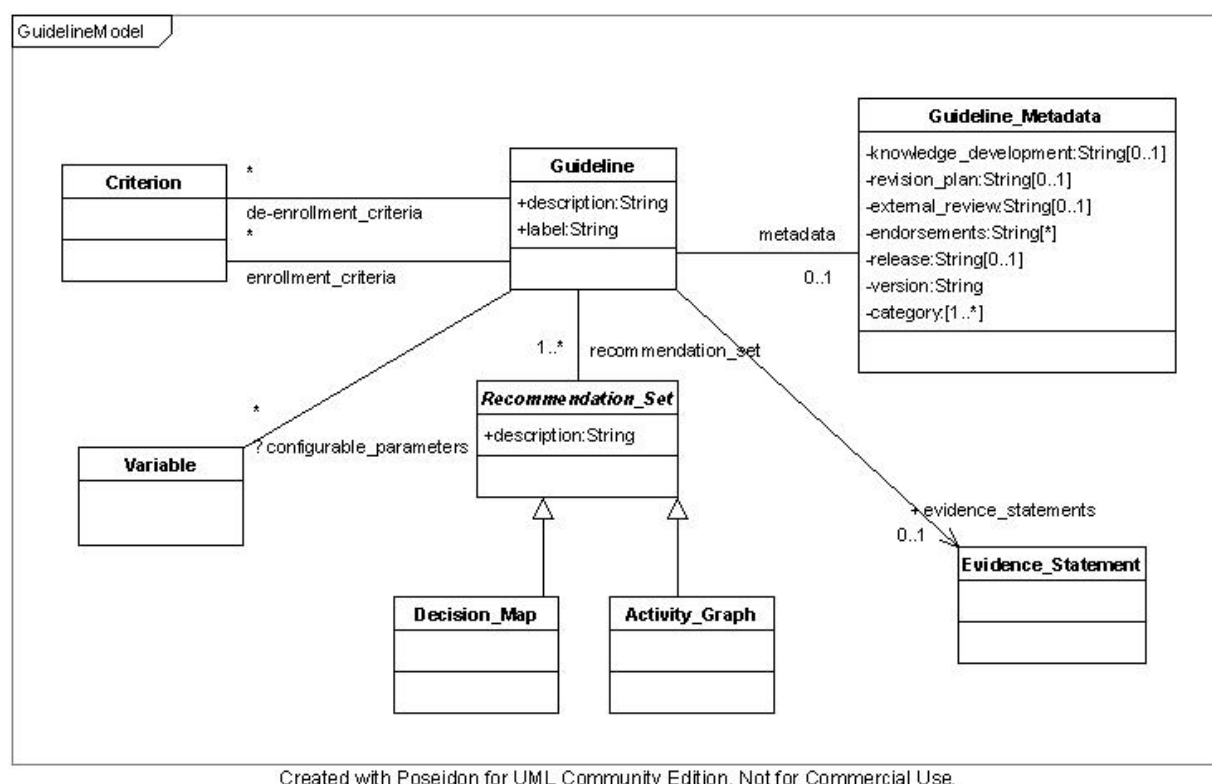 GuidelineModel
Guideline_Metadata
-knowledge_development:String[0..1]
-revision_plan:String[0..1]
-external_review:String[0..1]
-endorsements:String[*]
-release:String[0..1]
-version:String
-category:[1..*]
Guideline
+description:String
+label:String
Criterion
*
de-enrollment_criteria
*
enrollment_criteria
metadata
0..1
1..*
recommendation_set
Recommendation_Set
+description:String
*
?configurable_parameters
Variable
+evidence_statements
0..1
Evidence_Statement
Decision_Map
Activity_Graph
Created with Poseidon for UML Community Edition. Not for Commercial Use.